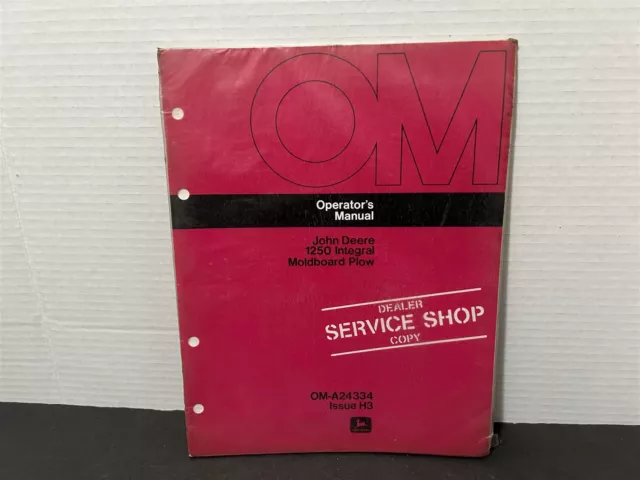 OM
Operator's
Manual
John Deere
1250 Integral
Moldboard Plow
DEALER
SERVICE SHOP
COPY
OM-A24334
Issue H3